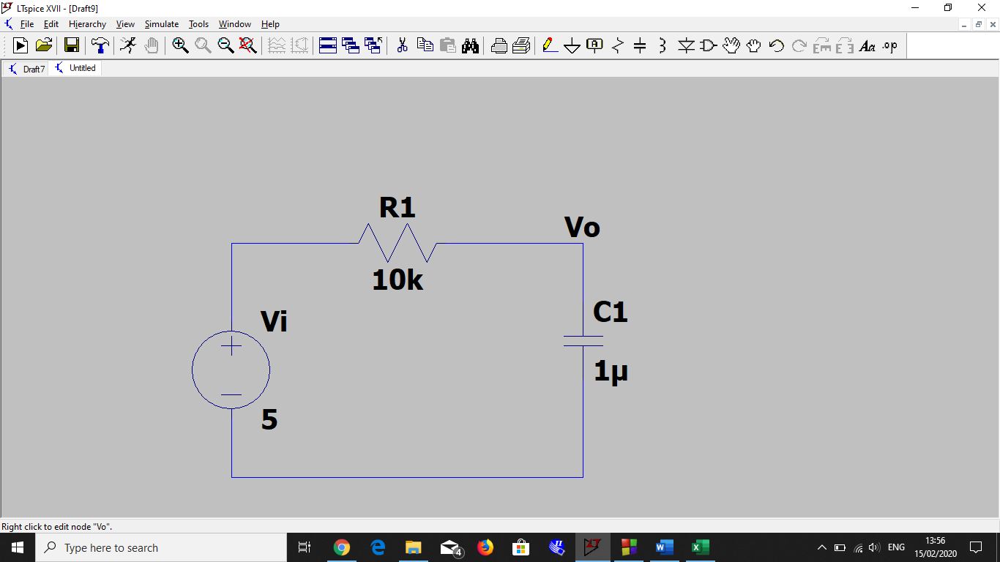 LTspice XVII - [Draft9]
File Edit Hierarchy View Simulate Tools Window Help
A Aa .op
Draft7 Untitled
R1
Vo
10k
C1
Vi
1µ
5
Right click to edit node "Vo".
Type here to search
4
ENG
13:56
15/02/2020